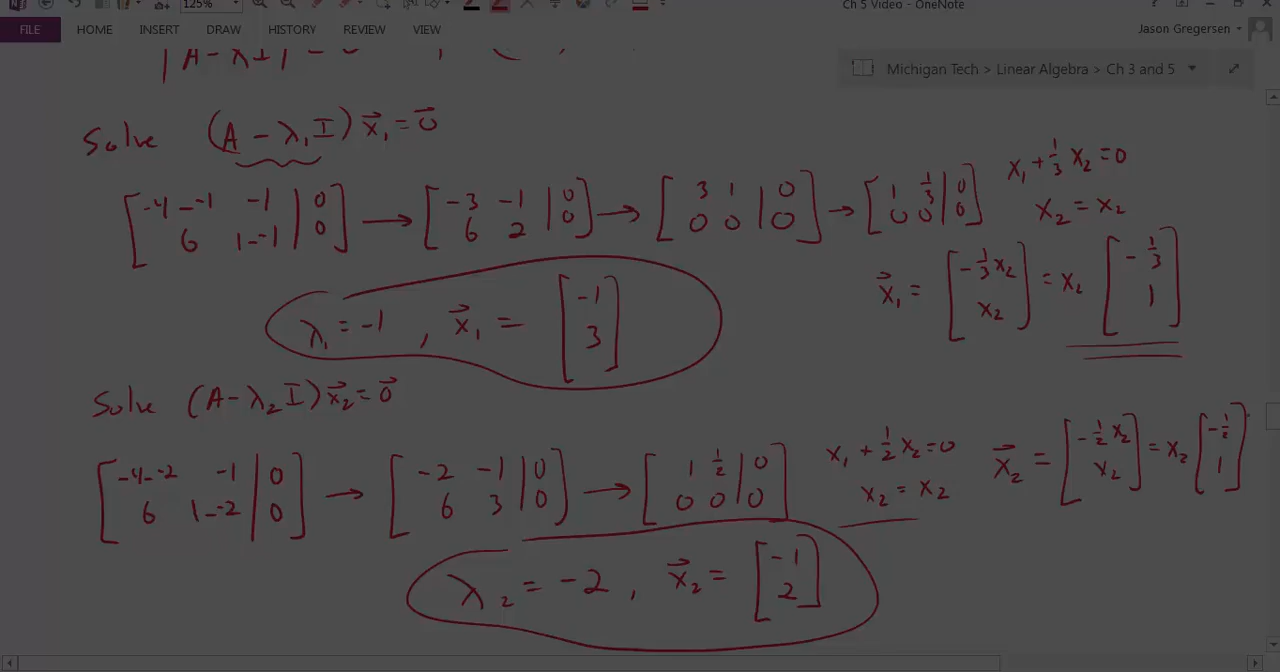 125%
Ch 5 Video - OneNote
FILE HOME INSERT DRAW HISTORY REVIEW VIEW
Jason Gregersen
Michigan Tech > Linear Algebra > Ch 3 and 5
|A - λI| = 0
Solve (A - λ₁I) x⃗₁ = 0⃗
[-4--1 -1 | 0; 6 1--1 | 0] → [-3 -1 | 0; 6 2 | 0] → [3 1 | 0; 0 0 | 0] → [1 1/3 | 0; 0 0 | 0]
x₁ + 1/3 x₂ = 0
x₂ = x₂
x⃗₁ = [-1/3 x₂; x₂] = x₂ [-1/3; 1]
λ₁ = -1, x⃗₁ = [-1; 3]
Solve (A - λ₂I) x⃗₂ = 0⃗
[-4--2 -1 | 0; 6 1--2 | 0] → [-2 -1 | 0; 6 3 | 0] → [1 1/2 | 0; 0 0 | 0]
x₁ + 1/2 x₂ = 0
x₂ = x₂
x⃗₂ = [-1/2 x₂; x₂] = x₂ [-1/2; 1]
λ₂ = -2, x⃗₂ = [-1; 2]